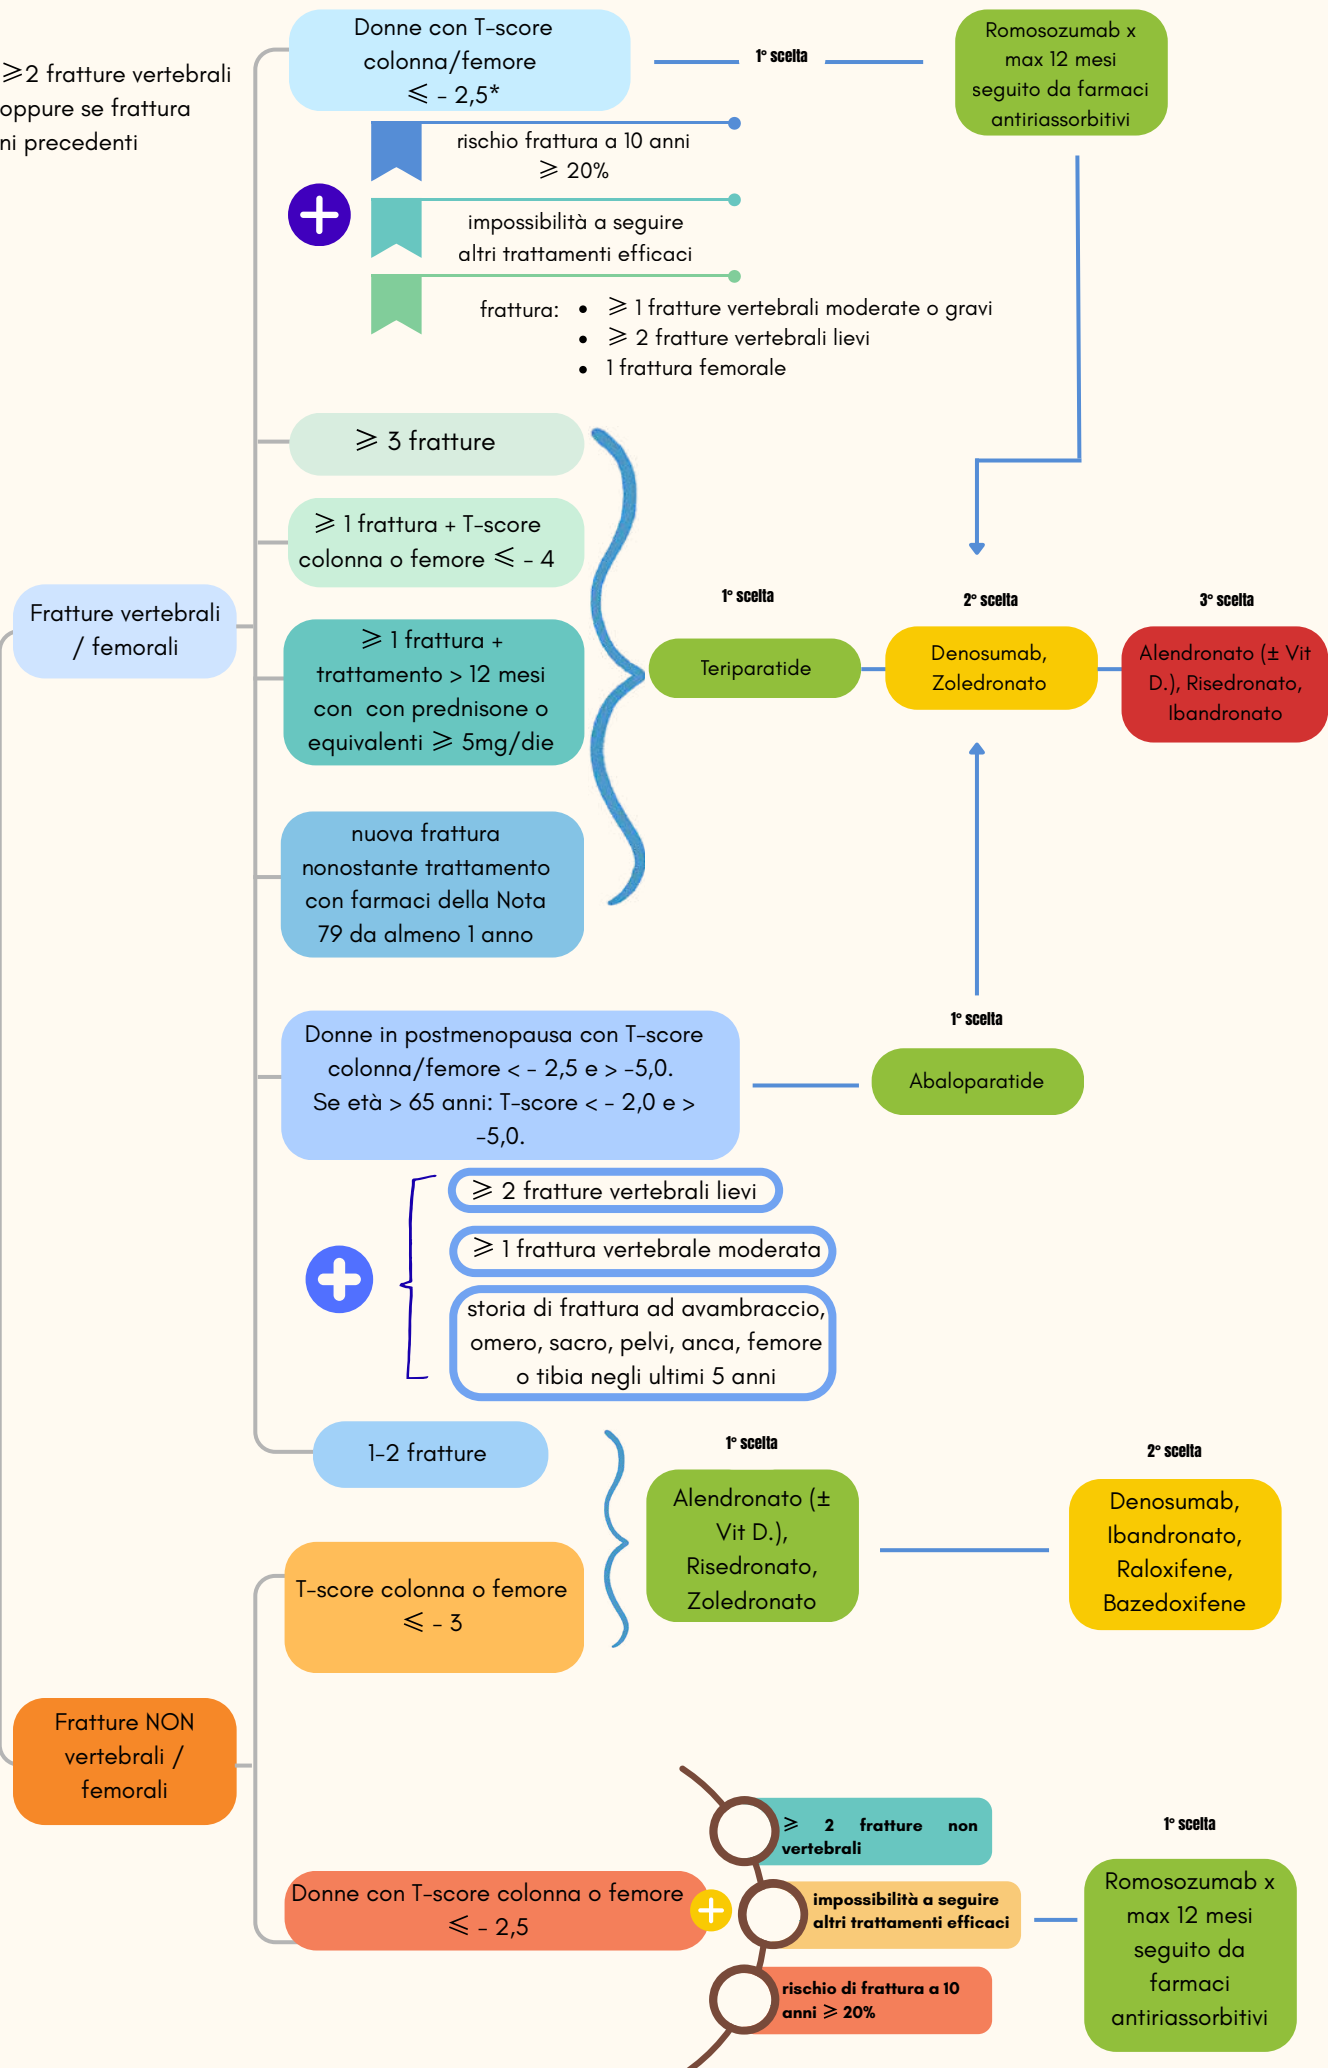 ⩾2 fratture vertebrali
oppure se frattura
ni precedenti
Donne con T-score
colonna/femore
⩽ - 2,5*
1° scelta
Romosozumab x
max 12 mesi
seguito da farmaci
antiriassorbitivi
rischio frattura a 10 anni
⩾ 20%
impossibilità a seguire
altri trattamenti efficaci
frattura:
• ⩾ 1 fratture vertebrali moderate o gravi
• ⩾ 2 fratture vertebrali lievi
• 1 frattura femorale
Fratture vertebrali
/ femorali
⩾ 3 fratture
⩾ 1 frattura + T-score
colonna o femore ⩽ - 4
⩾ 1 frattura +
trattamento > 12 mesi
con con prednisone o
equivalenti ⩾ 5mg/die
nuova frattura
nonostante trattamento
con farmaci della Nota
79 da almeno 1 anno
1° scelta
Teriparatide
2° scelta
Denosumab,
Zoledronato
3° scelta
Alendronato (± Vit
D.), Risedronato,
Ibandronato
Donne in postmenopausa con T-score
colonna/femore < - 2,5 e > -5,0.
Se età > 65 anni: T-score < - 2,0 e >
-5,0.
1° scelta
Abaloparatide
⩾ 2 fratture vertebrali lievi
⩾ 1 frattura vertebrale moderata
storia di frattura ad avambraccio,
omero, sacro, pelvi, anca, femore
o tibia negli ultimi 5 anni
1-2 fratture
T-score colonna o femore
⩽ - 3
1° scelta
Alendronato (±
Vit D.),
Risedronato,
Zoledronato
2° scelta
Denosumab,
Ibandronato,
Raloxifene,
Bazedoxifene
Fratture NON
vertebrali /
femorali
Donne con T-score colonna o femore
⩽ - 2,5
⩾ 2 fratture non
vertebrali
impossibilità a seguire
altri trattamenti efficaci
rischio di frattura a 10
anni ⩾ 20%
1° scelta
Romosozumab x
max 12 mesi
seguito da
farmaci
antiriassorbitivi